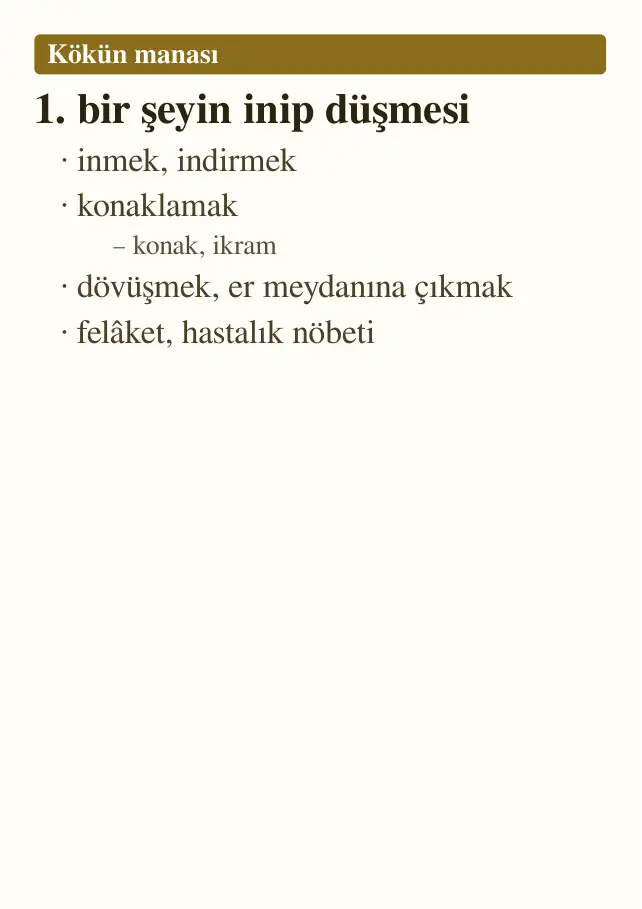 Kökün manası
1. bir şeyin inip düşmesi
· inmek, indirmek
· konaklamak
– konak, ikram
· dövüşmek, er meydanına çıkmak
· felâket, hastalık nöbeti